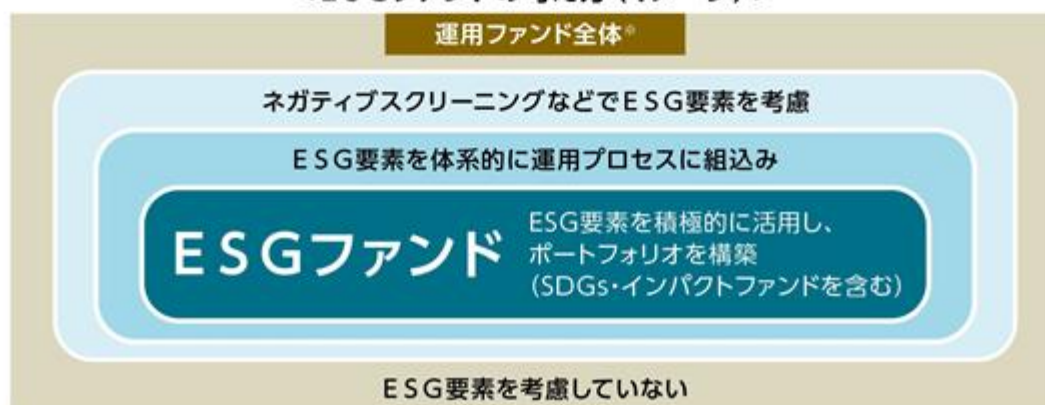 運用ファンド全体※
ネガティブスクリーニングなどでESG要素を考慮
ESG要素を体系的に運用プロセスに組込み
ESGファンド
ESG要素を積極的に活用し、
ポートフォリオを構築
(SDGs・インパクトファンドを含む)
ESG要素を考慮していない